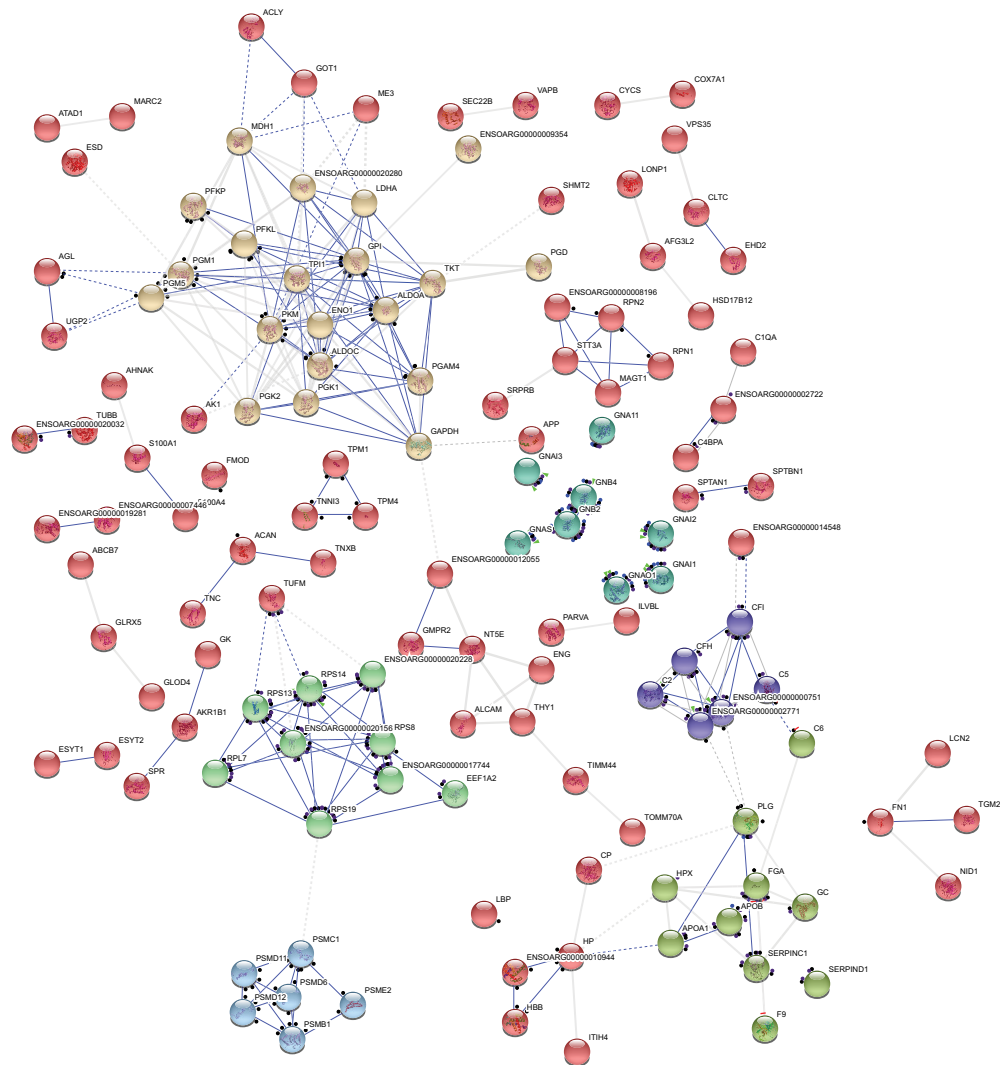 ACLY
GOT1
ME3
COX7A1
CYCS
VAPB
SEC22B
MARC2
ATAD1
ESD
MDH1
ENSOARG00000009354
VPS35
ENSOARG00000020280
LDHA
LONP1
SHMT2
PFKP
CLTC
PFKL
GPI
AFG3L2
EHD2
AGL
PGM1
TPI1
TKT
PGD
PGM5
ALDOA
ENSOARG00000008196
HSD17B12
UGP2
PKM
ENO1
RPN2
ALDOC
STT3A
RPN1
C1QA
AHNAK
PGAM4
MAGT1
PGK2
PGK1
SRPRB
ENSOARG00000002722
AK1
TUBB
ENSOARG00000020032
GAPDH
APP
GNA11
C4BPA
S100A1
FMOD
TPM1
GNAI3
SPTBN1
SPTAN1
GNB4
ENSOARG00000007446
ENSOARG00000019281
TNNI3
TPM4
GNB2
GNAS
GNAI2
ENSOARG00000014548
ABCB7
ACAN
TNXB
ENSOARG00000012055
GNAO1
GNAI1
TNC
TUFM
CFI
ILVBL
PARVA
GLRX5
GK
GMPR2
NT5E
ENG
CFH
ENSOARG00000020228
RPS14
C5
C2
GLOD4
RPS13
ENSOARG00000000751
ENSOARG00000002771
AKR1B1
ALCAM
THY1
ENSOARG00000020156
RPS8
C6
ESYT1
ESYT2
LCN2
RPL7
ENSOARG00000017744
TIMM44
SPR
EEF1A2
RPS19
PLG
FN1
TGM2
TOMM70A
CP
HPX
FGA
NID1
GC
LBP
APOB
APOA1
HP
PSMC1
PSMD11
ENSOARG00000010944
SERPINC1
SERPIND1
PSMD6
PSME2
PSMD12
HBB
F9
PSMB1
ITIH4